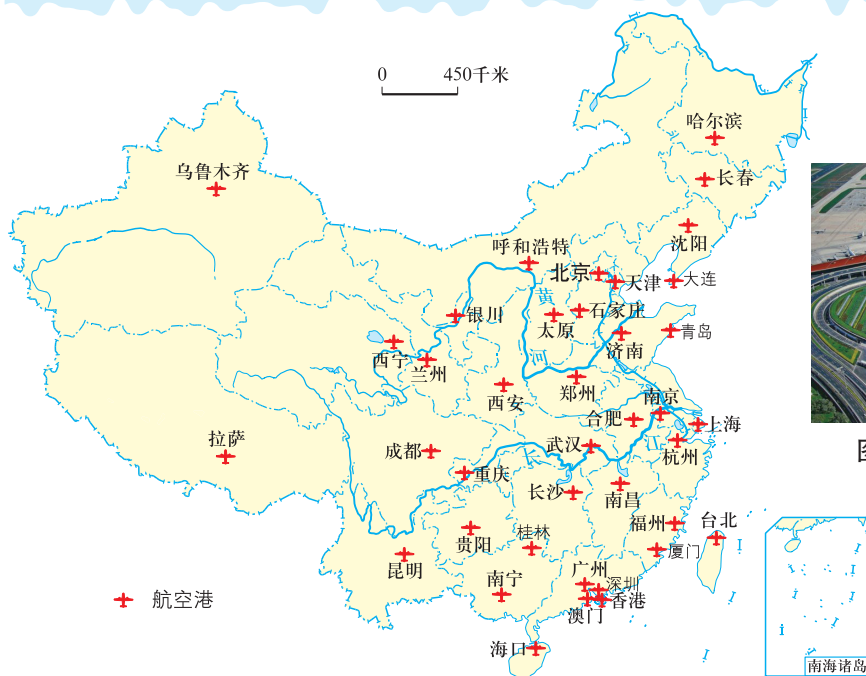 0 450千米
哈尔滨
乌鲁木齐
长春
沈阳
呼和浩特
北京
天津
大连
黄
银川
石家庄
太原
青岛
河
济南
西宁
兰州
西安
郑州
南京
合肥
上海
拉萨
成都
武汉
江
杭州
长
重庆
长沙
南昌
福州
台北
贵阳
桂林
厦门
昆明
广州
南宁
深圳
航空港
香港
澳门
海口
南海诸岛